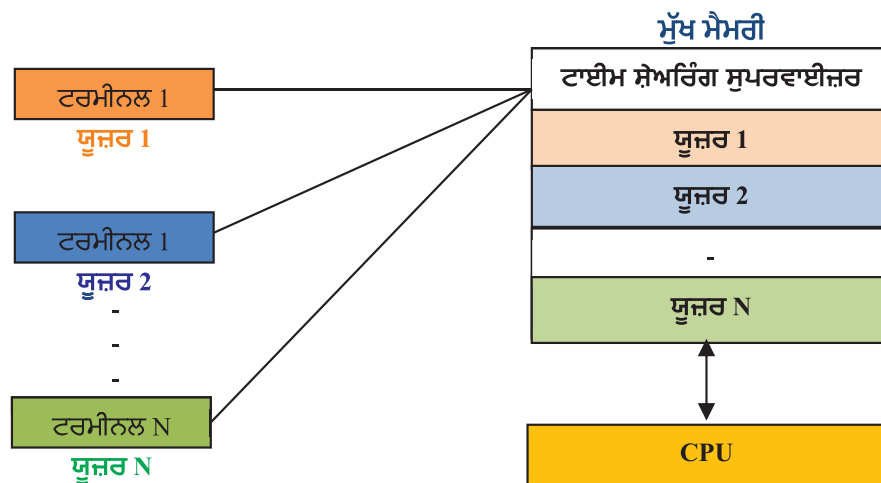 ਟਰਮੀਨਲ 1
ਯੂਜ਼ਰ 1
ਟਰਮੀਨਲ 1
ਯੂਜ਼ਰ 2
-
-
-
ਟਰਮੀਨਲ N
ਯੂਜ਼ਰ N
ਮੁੱਖ ਮੈਮਰੀ
ਟਾਈਮ ਸ਼ੇਅਰਿੰਗ ਸੁਪਰਵਾਈਜ਼ਰ
ਯੂਜ਼ਰ 1
ਯੂਜ਼ਰ 2
-
ਯੂਜ਼ਰ N
CPU